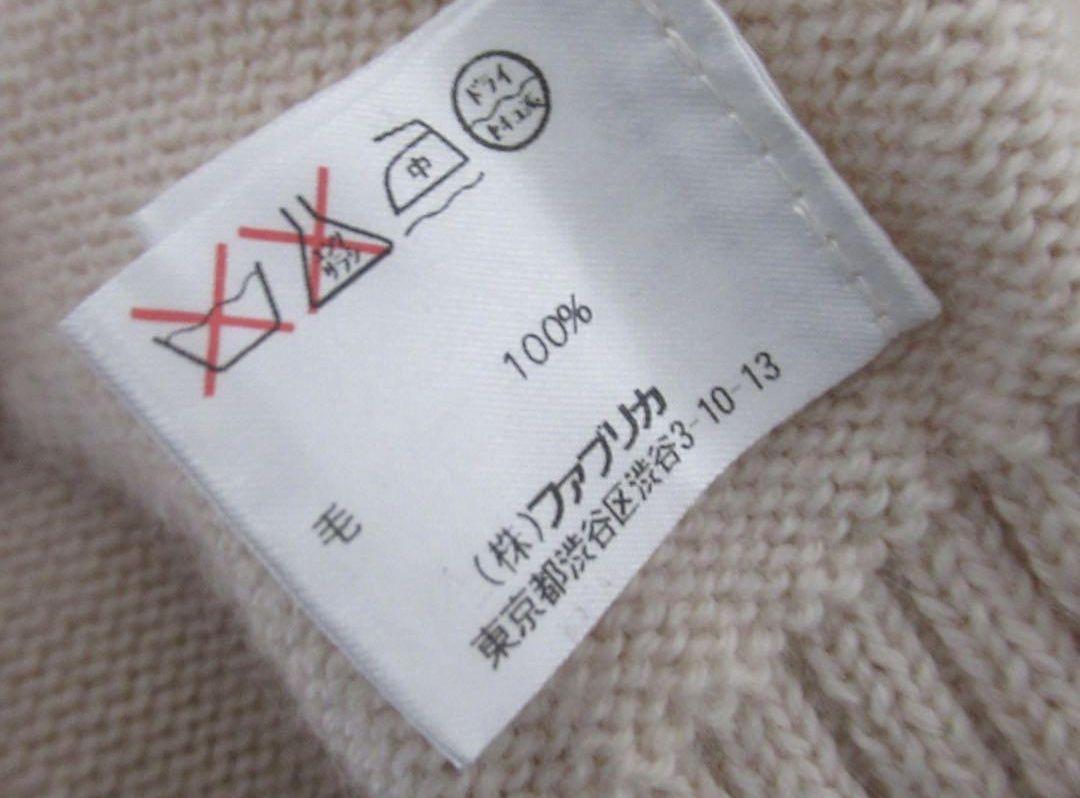 ドライ
中
毛 100%
(株)ファブリカ
東京都渋谷区渋谷3-10-13